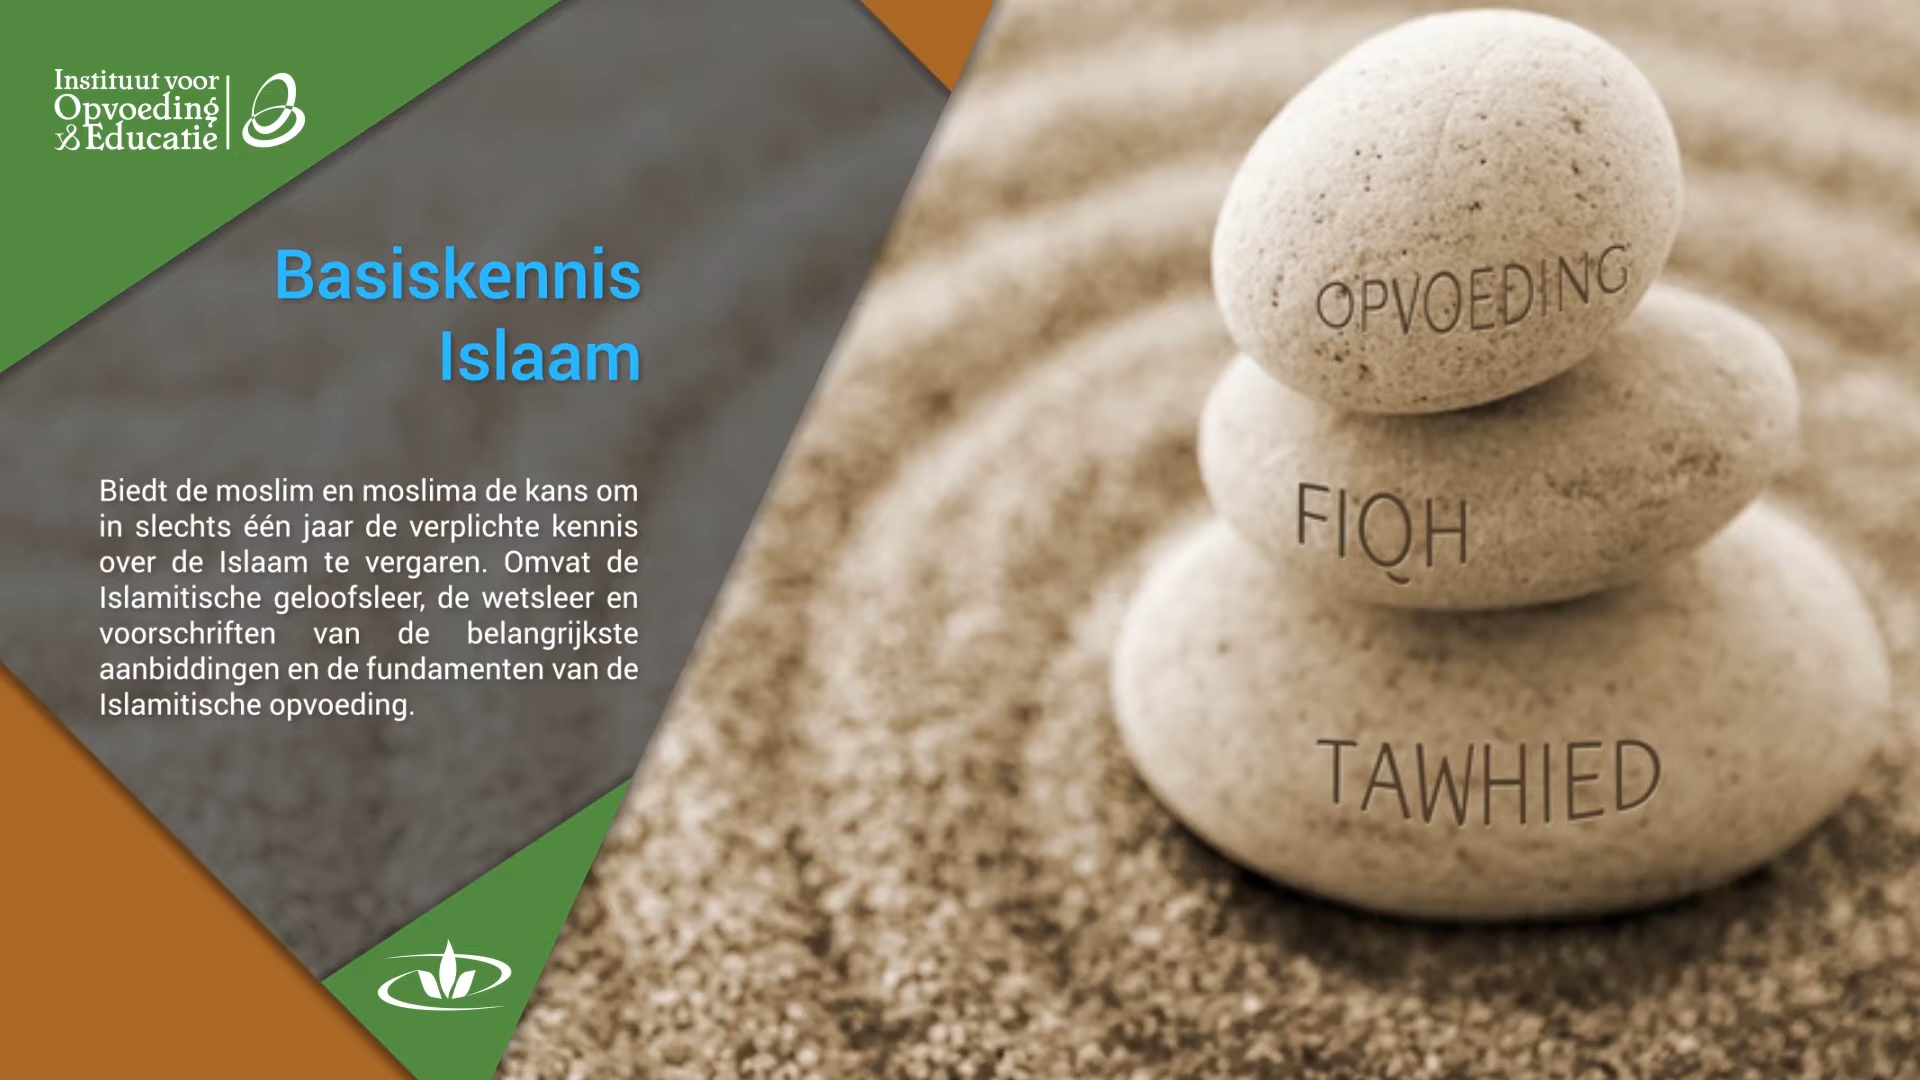 Instituut voor
Opvoeding
& Educatie
Basiskennis
Islaam
Biedt de moslim en moslima de kans om
in slechts één jaar de verplichte kennis
over de Islaam te vergaren. Omvat de
Islamitische geloofsleer, de wetsleer en
voorschriften van de belangrijkste
aanbiddingen en de fundamenten van de
Islamitische opvoeding.
OPVOEDING
FIQH
TAWHIED